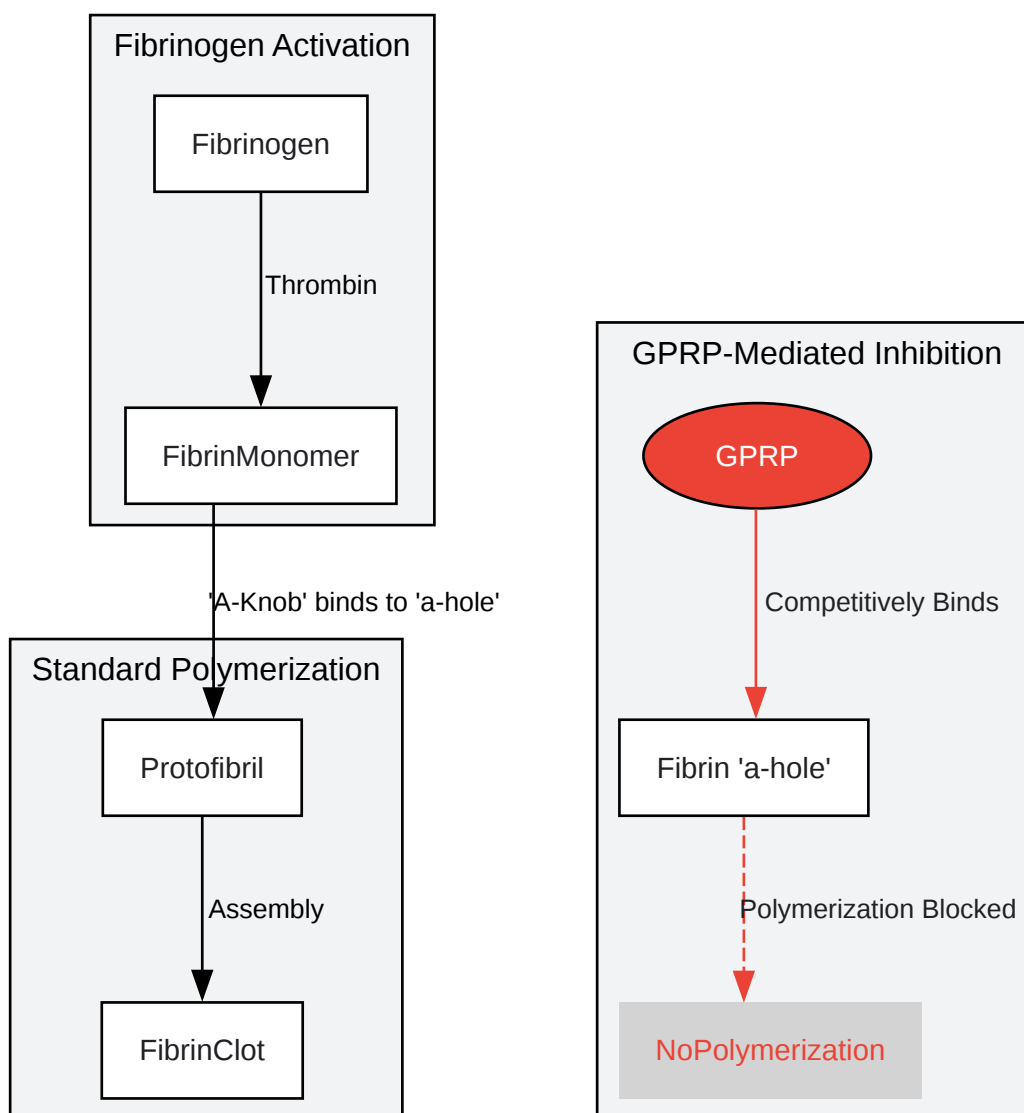 Fibrinogen Activation
Fibrinogen
Thrombin
FibrinMonomer
'A-Knob' binds to 'a-hole'
Standard Polymerization
Protofibril
Assembly
FibrinClot
GPRP-Mediated Inhibition
GPRP
Competitively Binds
Fibrin 'a-hole'
Polymerization Blocked
NoPolymerization